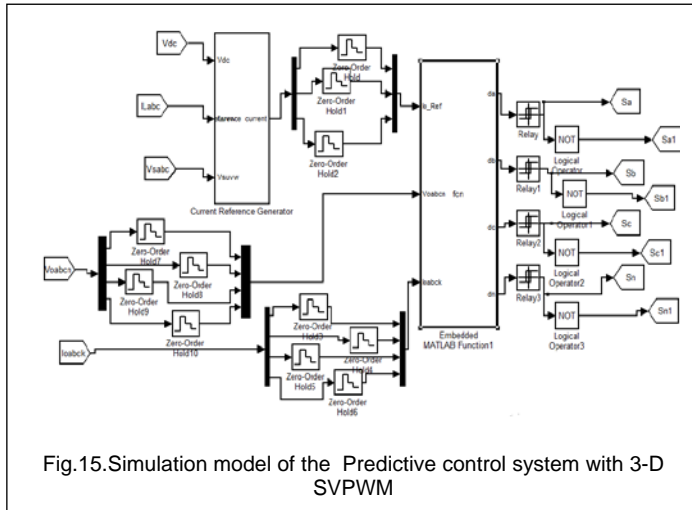 Vdc
Vdc
ILabc
ference current
Vsabc
Vsuvw
Current Reference Generator
Zero-Order
Hold
Zero-Order
Hold1
Zero-Order
Hold2
Ie_Ref
Voabcx
fcn
Ioabck
da
db
dc
dn
Embedded
MATLAB Function1
Relay
Sa
NOT
Sa1
Logical
Operator
Relay1
Sb
NOT
Sb1
Logical
Operator1
Relay2
Sc
NOT
Sc1
Logical
Operator2
Relay3
Sn
NOT
Sn1
Logical
Operator3
Voabcs
Zero-Order
Hold7
Zero-Order
Hold8
Zero-Order
Hold9
Zero-Order
Hold10
Ioabck
Zero-Order
Hold3
Zero-Order
Hold4
Zero-Order
Hold5
Zero-Order
Hold6
Fig.15.Simulation model of the Predictive control system with 3-D
SVPWM